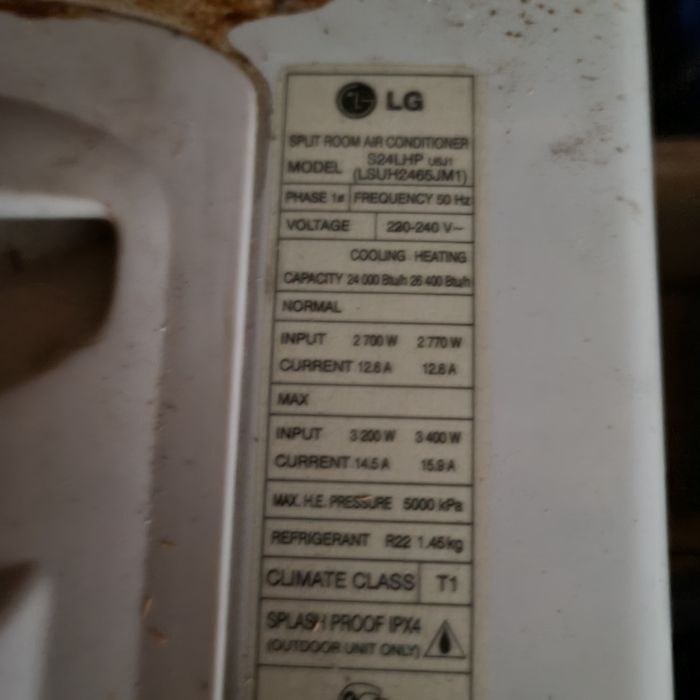 LG
SPLIT ROOM AIR CONDITIONER
MODEL S24LHP U5J1
(LSUH2465JM1)
PHASE 1ø FREQUENCY 50 Hz
VOLTAGE 220-240 V~
COOLING HEATING
CAPACITY 24 000 Btu/h 26 400 Btu/h
NORMAL
INPUT 2 700 W 2 770 W
CURRENT 12.6 A 12.8 A
MAX
INPUT 3 200 W 3 400 W
CURRENT 14.5 A 15.9 A
MAX. H.E. PRESSURE 5000 kPa
REFRIGERANT R22 1.45kg
CLIMATE CLASS T1
SPLASH PROOF IPX4
(OUTDOOR UNIT ONLY)